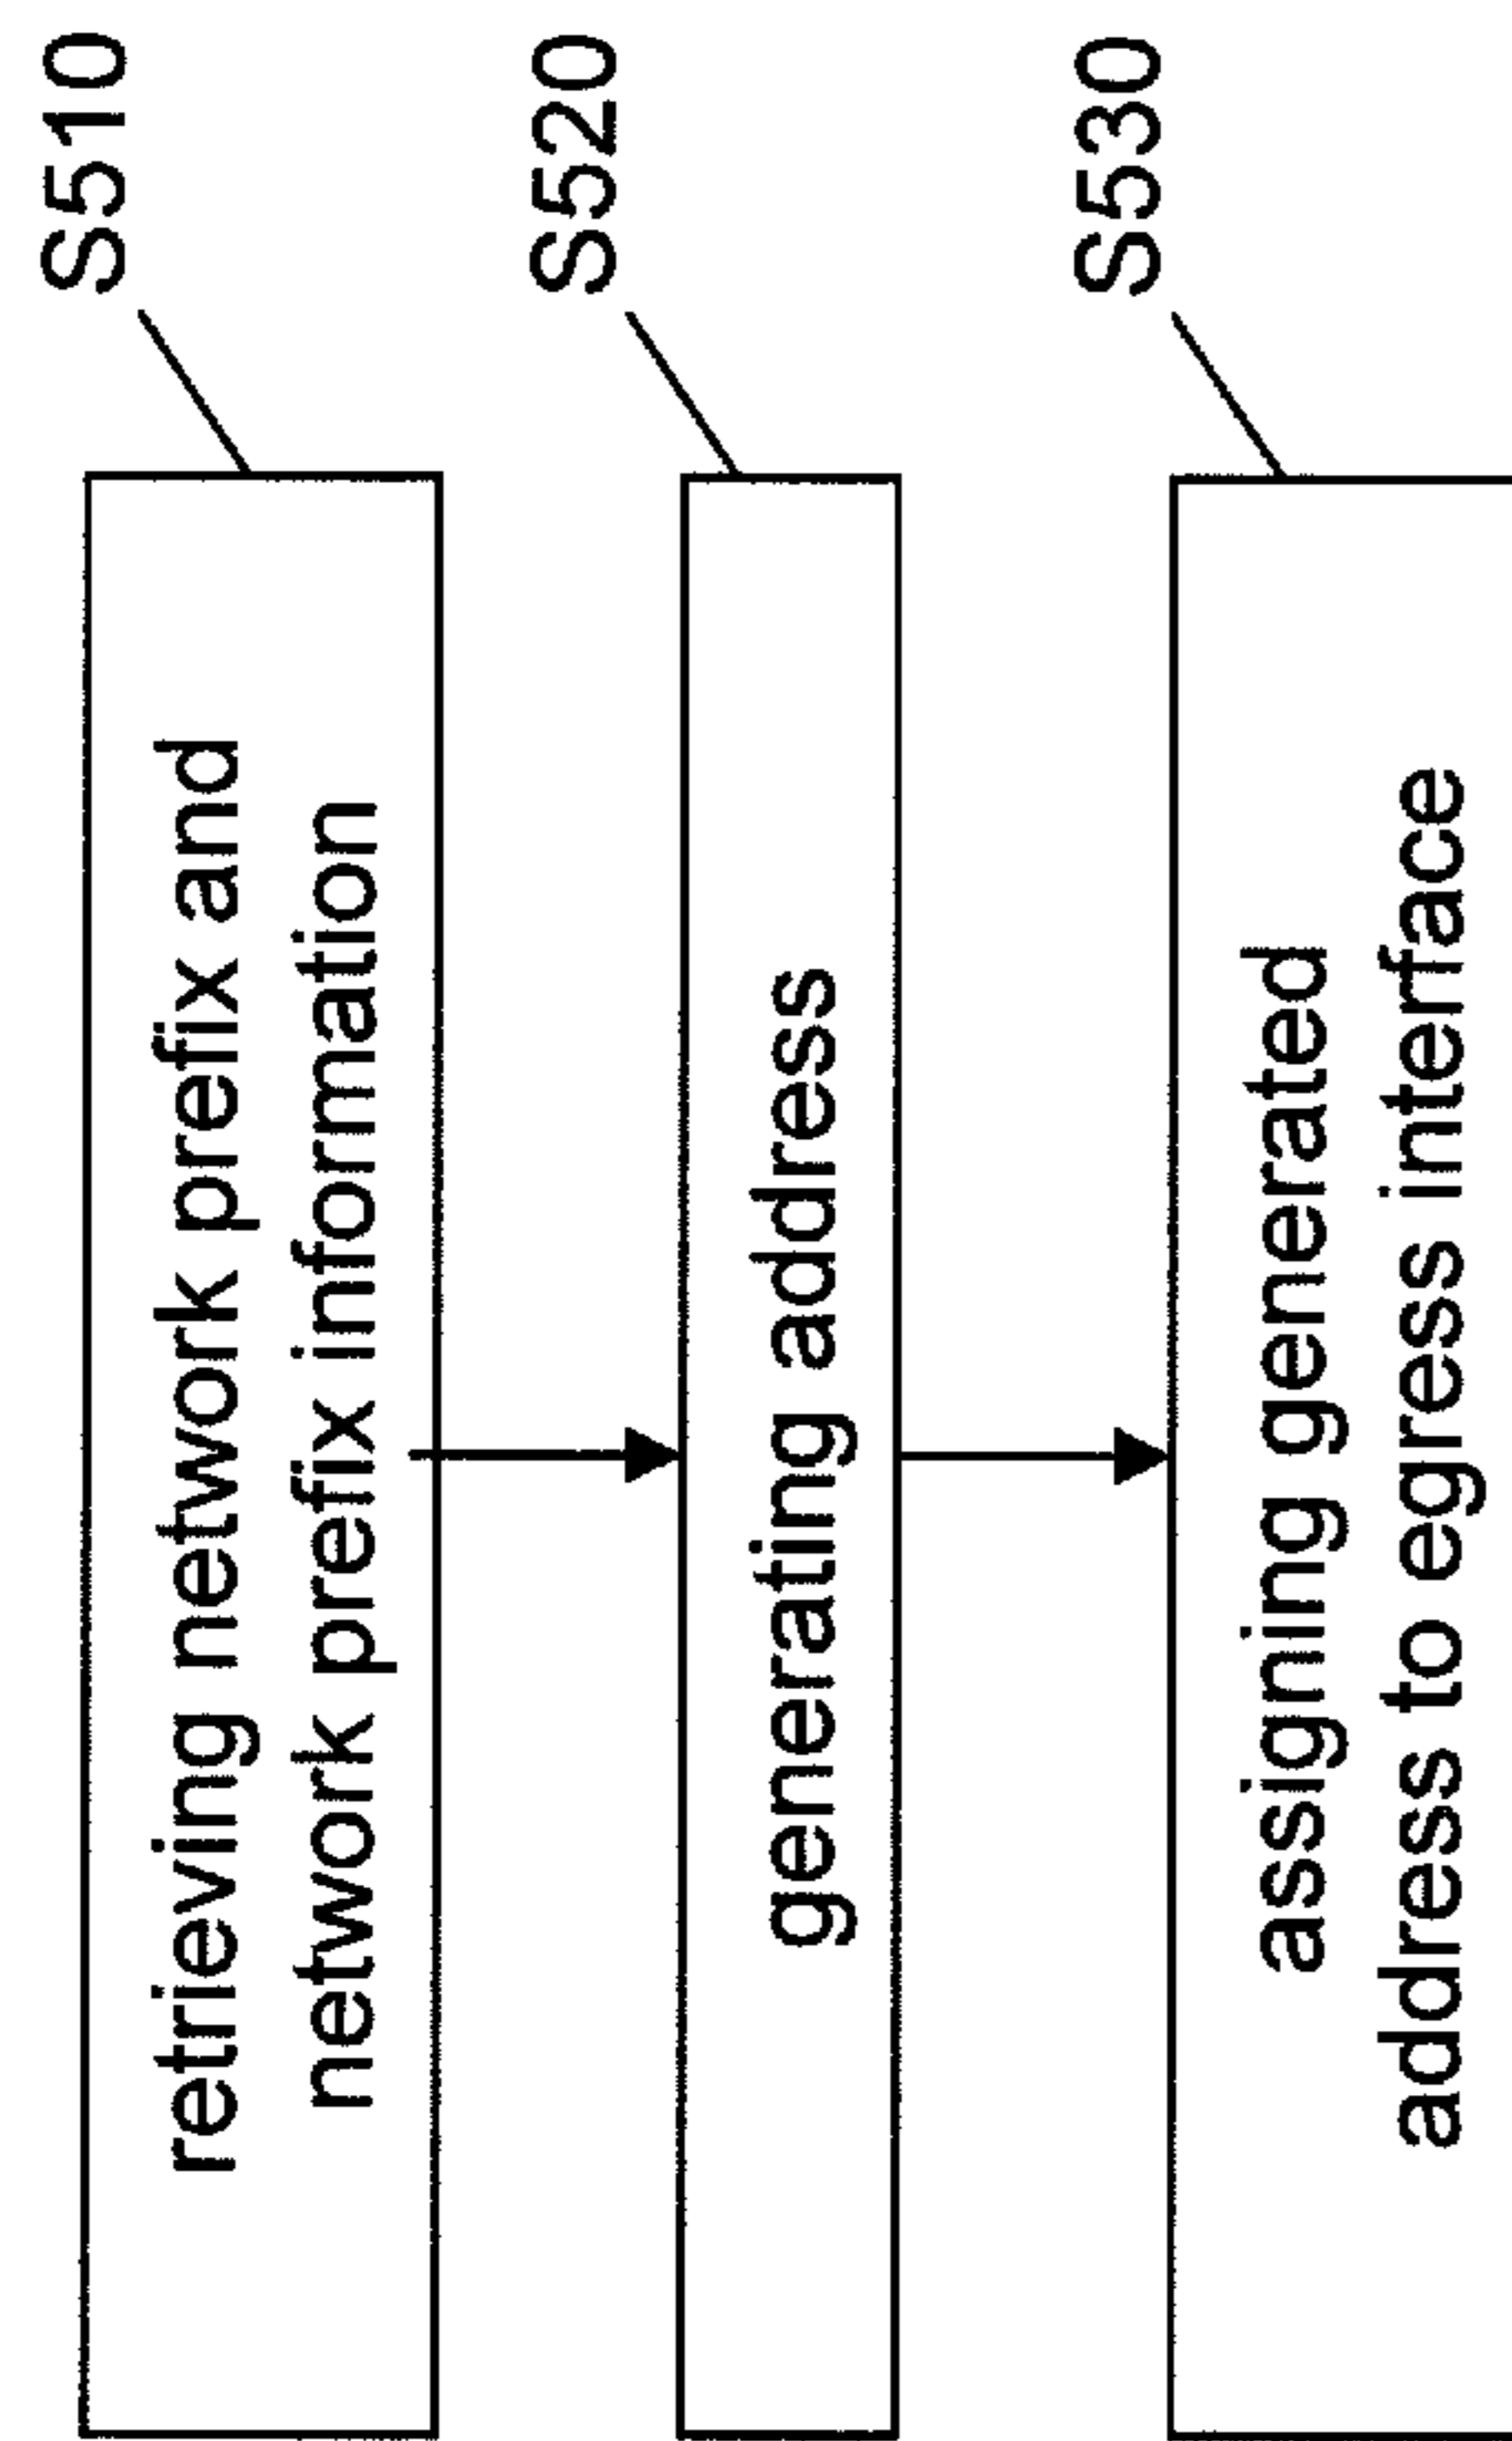 retrieving network prefix and
network prefix information
S510
generating address
S520
assigning generated
address to egress interface
S530